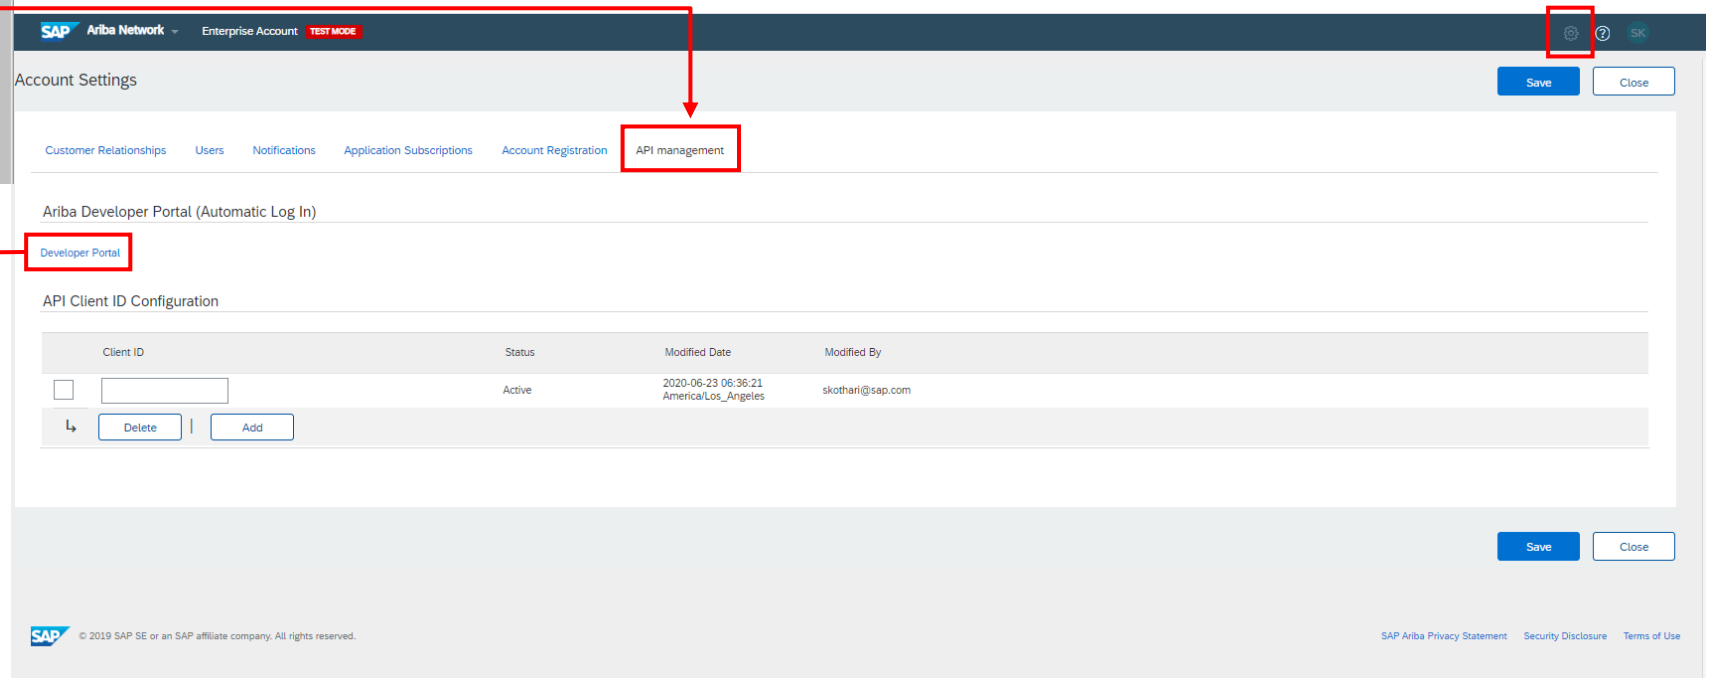 SAP Ariba Network Enterprise Account TEST MODE ? SK
Account Settings Save Close
Customer Relationships Users Notifications Application Subscriptions Account Registration API management
Ariba Developer Portal (Automatic Log In)
Developer Portal
API Client ID Configuration
Client ID Status Modified Date Modified By
Active 2020-06-23 06:36:21 skothari@sap.com
America/Los_Angeles
Delete | Add
Save Close
SAP © 2019 SAP SE or an SAP affiliate company. All rights reserved. SAP Ariba Privacy Statement Security Disclosure Terms of Use